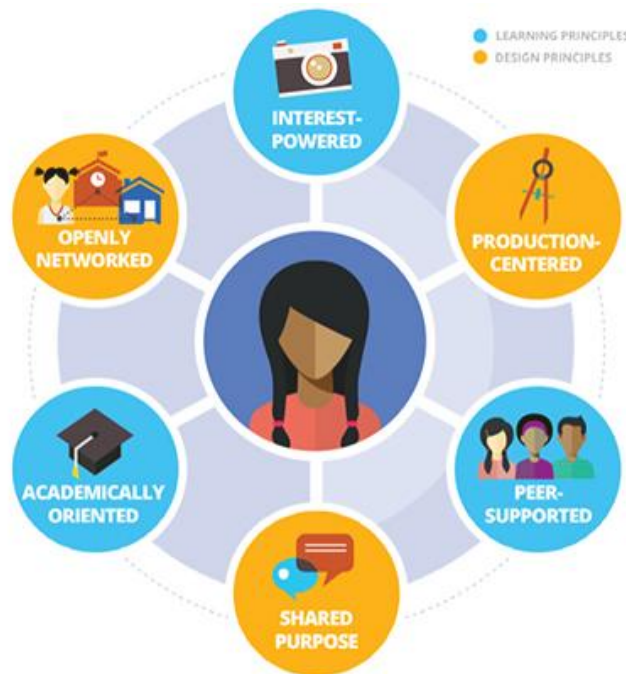 LEARNING PRINCIPLES
DESIGN PRINCIPLES
INTEREST-
POWERED
OPENLY
NETWORKED
PRODUCTION-
CENTERED
ACADEMICALLY
ORIENTED
PEER-
SUPPORTED
SHARED
PURPOSE